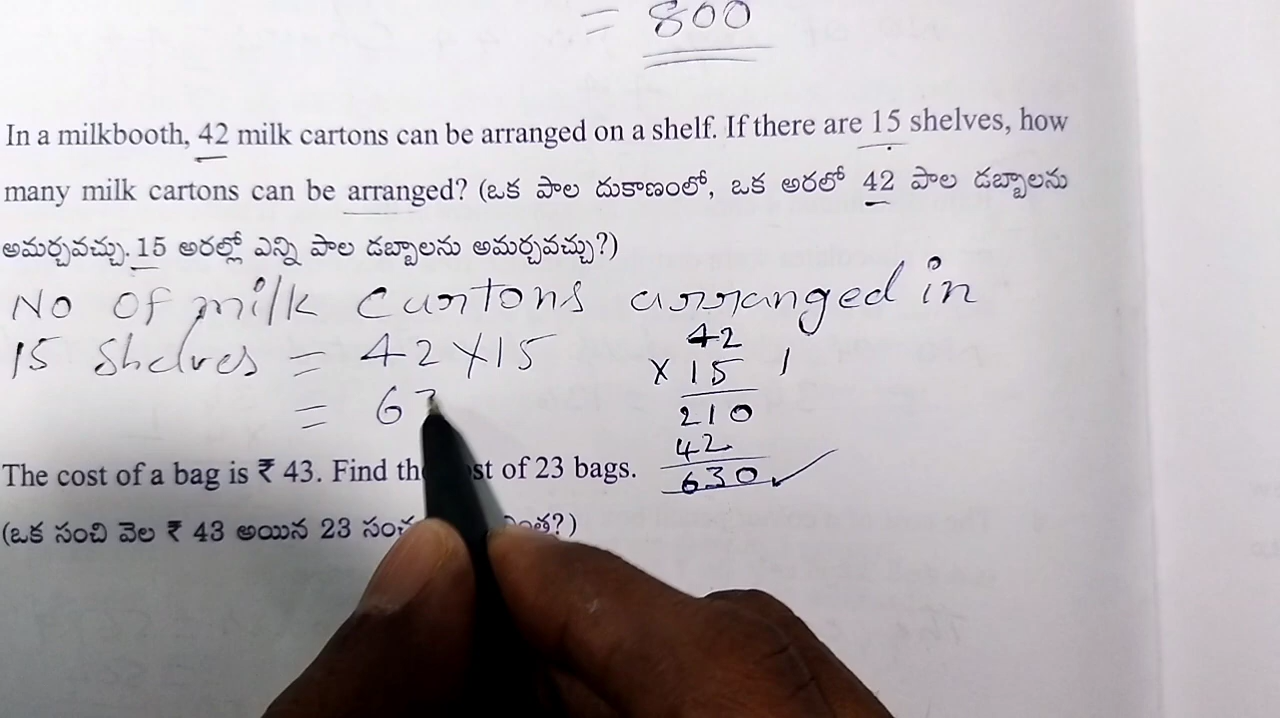 = 800
In a milkbooth, 42 milk cartons can be arranged on a shelf. If there are 15 shelves, how
many milk cartons can be arranged? (ఒక పాల దుకాణంలో, ఒక అరలో 42 పాల డబ్బాలను
అమర్చవచ్చు. 15 అరల్లో ఎన్ని పాల డబ్బాలను అమర్చవచ్చు?)
No of milk Cartons arranged in
15 Shelves = 42 X 15
= 63
42
X 15 1
210
42
630 ✓
The cost of a bag is ₹ 43. Find the of 23 bags.
(ఒక సంచి వెల ₹ 43 అయిన 23